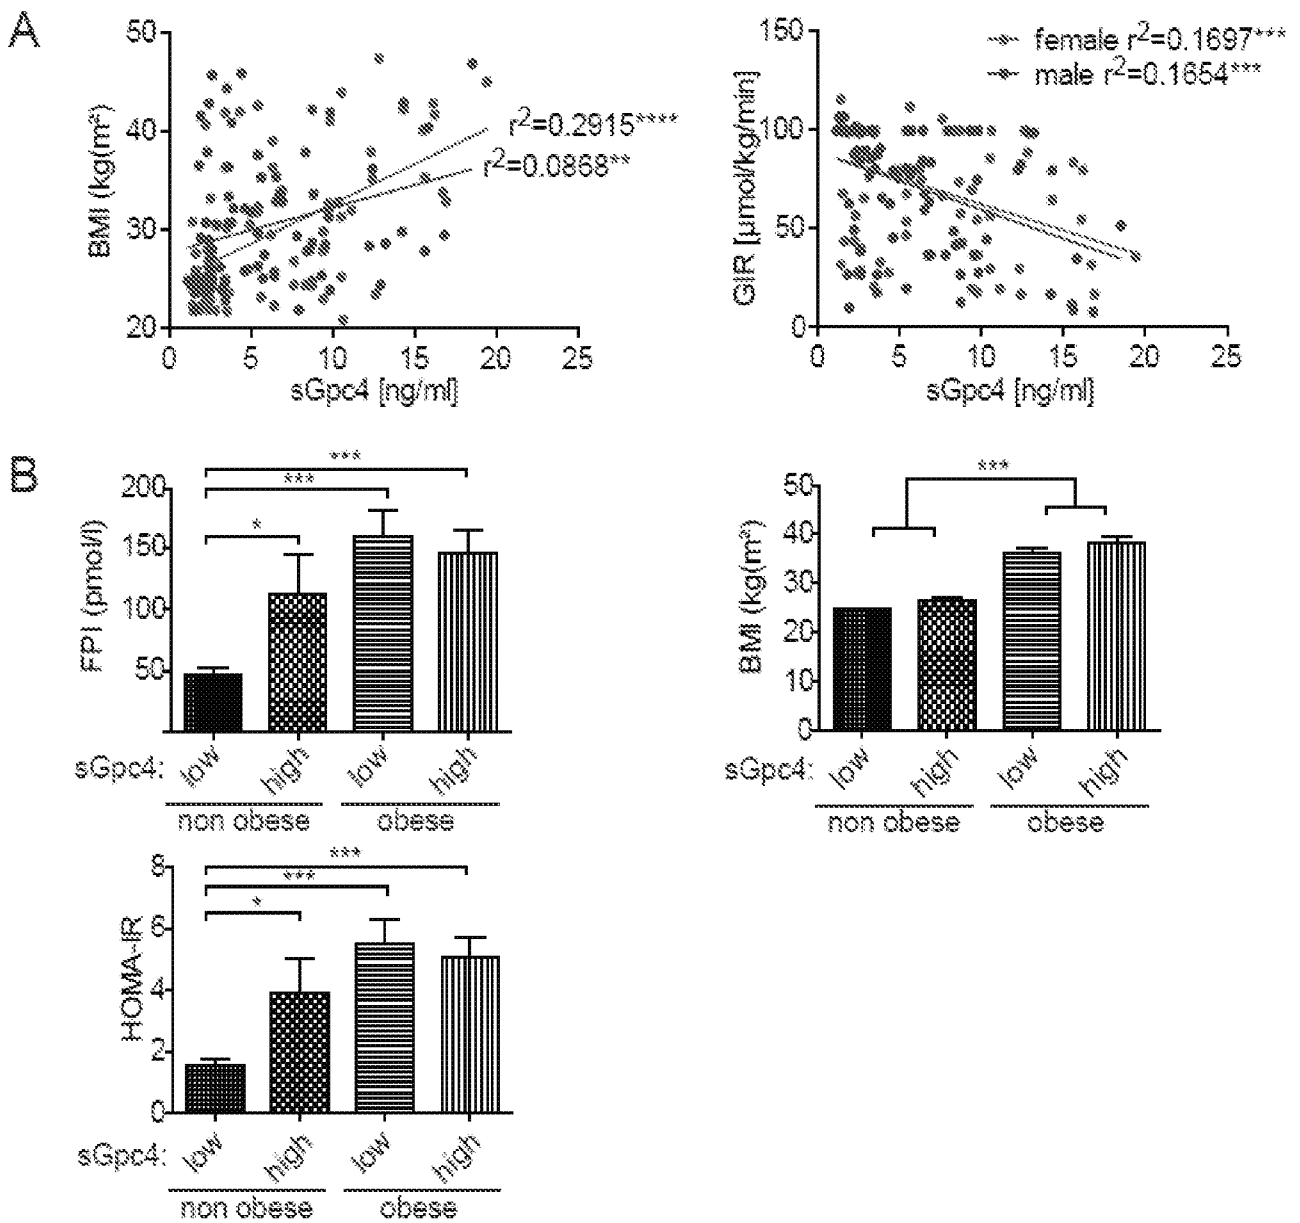 A
50
40
30
20
BMI (kg(m²)
r²=0.2915****
r²=0.0868**
0 5 10 15 20 25
sGpc4 [ng/ml]
150
100
50
0
GIR [µmol/kg/min]
female r²=0.1697***
male r²=0.1654***
0 5 10 15 20 25
sGpc4 [ng/ml]
B
200
150
100
50
FPI (pmol/l)
***
***
*
sGpc4: low high low high
non obese obese
50
40
30
20
10
0
BMI (kg(m²)
***
sGpc4: low high low high
non obese obese
8
6
4
2
0
HOMA-IR
***
***
*
sGpc4: low high low high
non obese obese